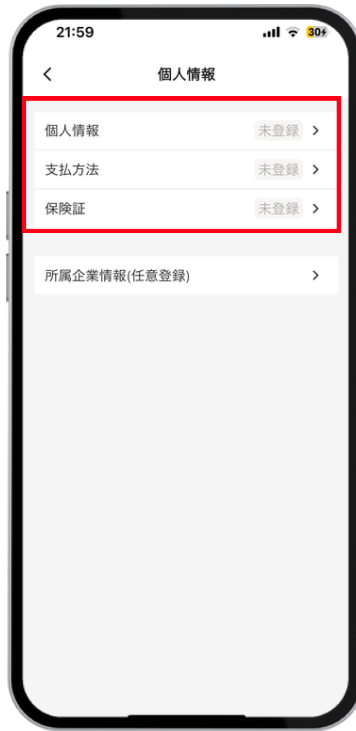 21:59 30
個人情報
個人情報 未登録
支払方法 未登録
保険証 未登録
所属企業情報(任意登録)